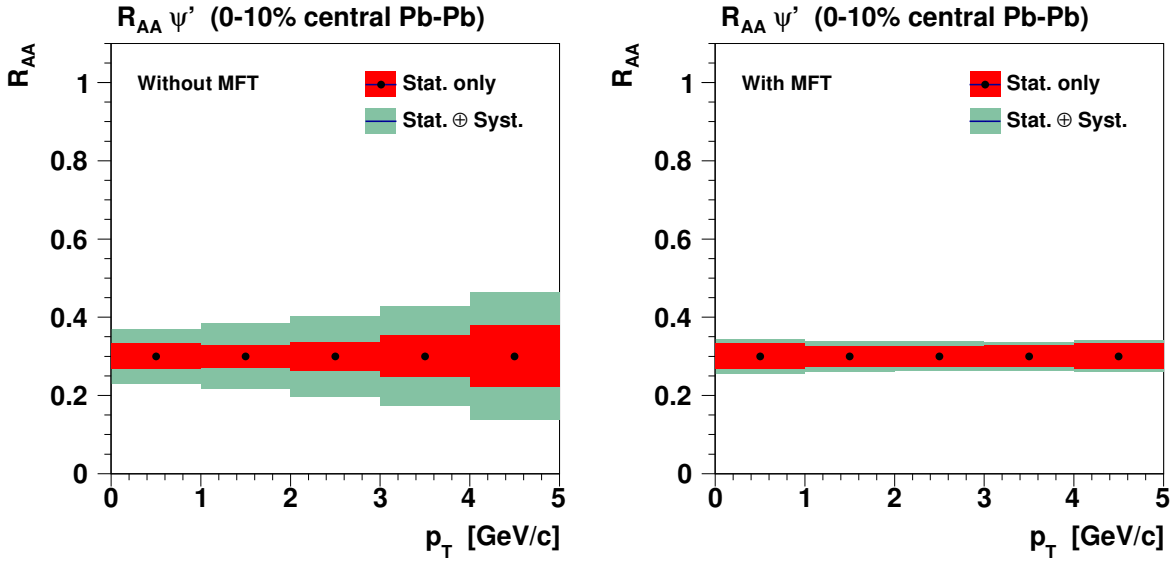 R_AA ψ' (0-10% central Pb-Pb)
R_AA
Without MFT
Stat. only
Stat. ⊕ Syst.
1
0.8
0.6
0.4
0.2
0
0 1 2 3 4 5
p_T [GeV/c]
R_AA ψ' (0-10% central Pb-Pb)
R_AA
With MFT
Stat. only
Stat. ⊕ Syst.
1
0.8
0.6
0.4
0.2
0
0 1 2 3 4 5
p_T [GeV/c]